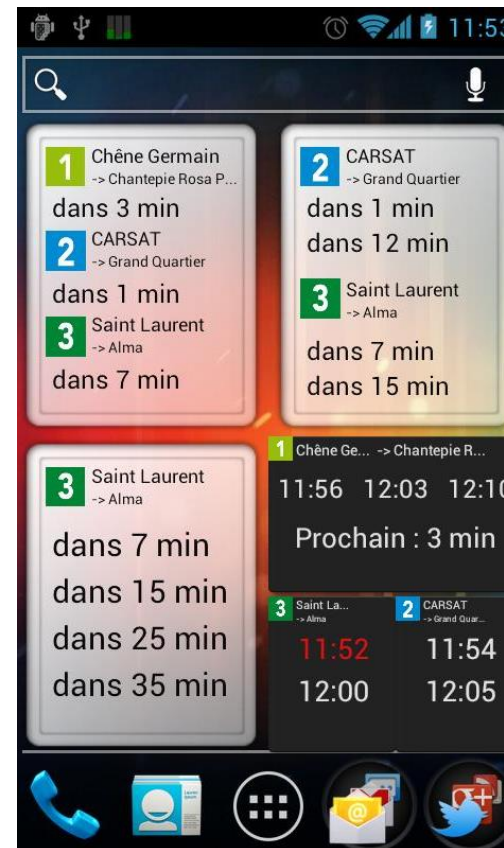 11:53
1 Chêne Germain
-> Chantepie Rosa P...
dans 3 min
2 CARSAT
-> Grand Quartier
dans 1 min
3 Saint Laurent
-> Alma
dans 7 min
2 CARSAT
-> Grand Quartier
dans 1 min
dans 12 min
3 Saint Laurent
-> Alma
dans 7 min
dans 15 min
3 Saint Laurent
-> Alma
dans 7 min
dans 15 min
dans 25 min
dans 35 min
1 Chêne Ge... -> Chantepie R...
11:56 12:03 12:10
Prochain : 3 min
3 Saint La...
-> Alma
11:52
12:00
2 CARSAT
-> Grand Quar...
11:54
12:05